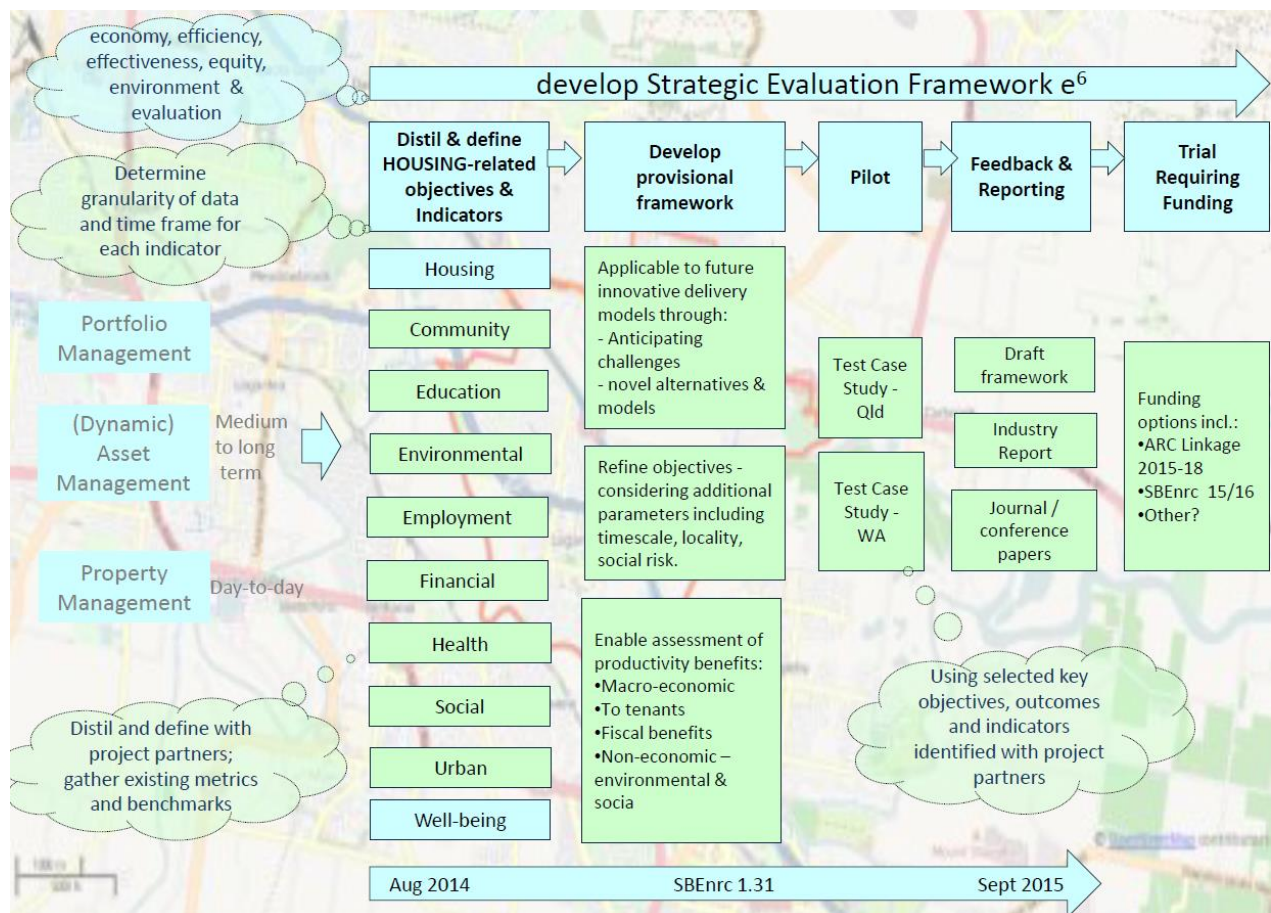 economy, efficiency,
effectiveness, equity,
environment &
evaluation
develop Strategic Evaluation Framework e⁶
Determine
granularity of data
and time frame for
each indicator
Distil & define
HOUSING-related
objectives &
Indicators
Develop
provisional
framework
Pilot
Feedback &
Reporting
Trial
Requiring
Funding
Portfolio
Management
(Dynamic)
Asset
Management
Medium
to long
term
Property
Management
Day-to-day
Housing
Community
Education
Environmental
Employment
Financial
Health
Social
Urban
Well-being
Applicable to future
innovative delivery
models through:
- Anticipating
challenges
- novel alternatives &
models
Refine objectives -
considering additional
parameters including
timescale, locality,
social risk.
Enable assessment of
productivity benefits:
•Macro-economic
•To tenants
•Fiscal benefits
•Non-economic –
environmental &
socia
Test Case
Study -
Qld
Test Case
Study -
WA
Draft
framework
Industry
Report
Journal /
conference
papers
Funding
options incl.:
•ARC Linkage
2015-18
•SBEnrc 15/16
•Other?
Distil and define with
project partners;
gather existing metrics
and benchmarks
Using selected key
objectives, outcomes
and indicators
identified with project
partners
© OpenStreetMap contributors
Aug 2014
SBEnrc 1.31
Sept 2015